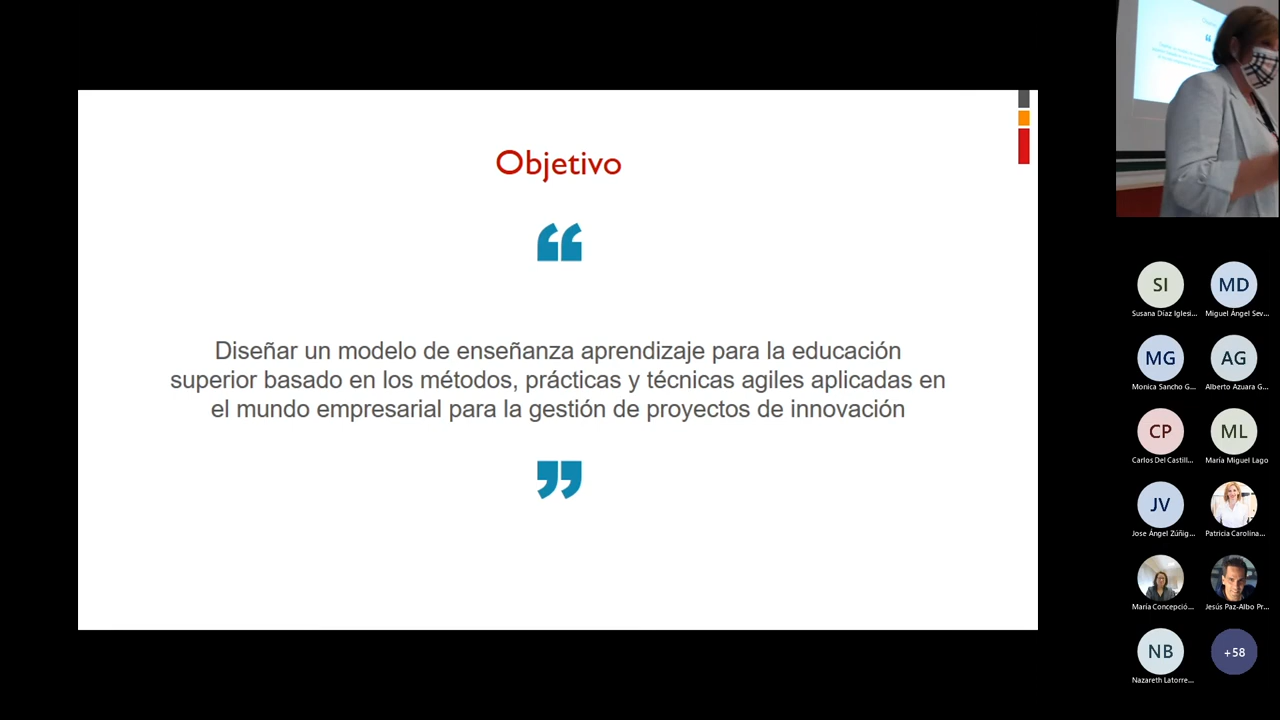 Objetivo
“
Diseñar un modelo de enseñanza aprendizaje para la educación
superior basado en los métodos, prácticas y técnicas agiles aplicadas en
el mundo empresarial para la gestión de proyectos de innovación
”
SI
MD
Susana Díaz Iglesi...
Miguel Ángel Sev...
MG
AG
Monica Sancho G...
Alberto Azuara G...
CP
ML
Carlos Del Castill...
María Miguel Lago
JV
Jose Ángel Zúñig...
Patricia Carolina...
María Concepció...
Jesús Paz-Albo Pr...
NB
+58
Nazareth Latorre...